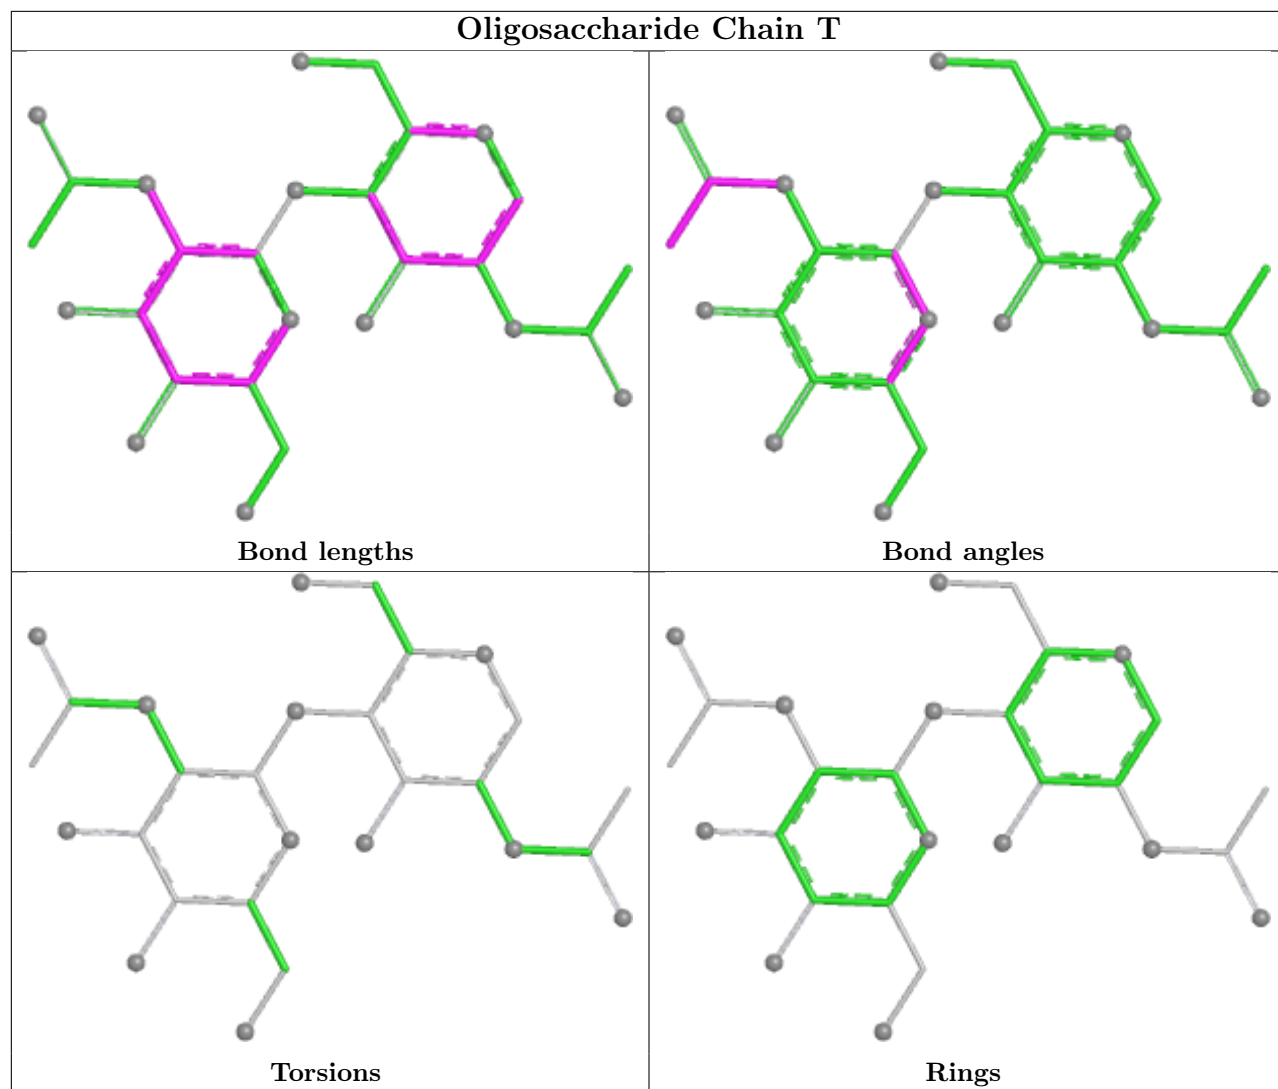 Oligosaccharide Chain T
Bond lengths
Bond angles
Torsions
Rings